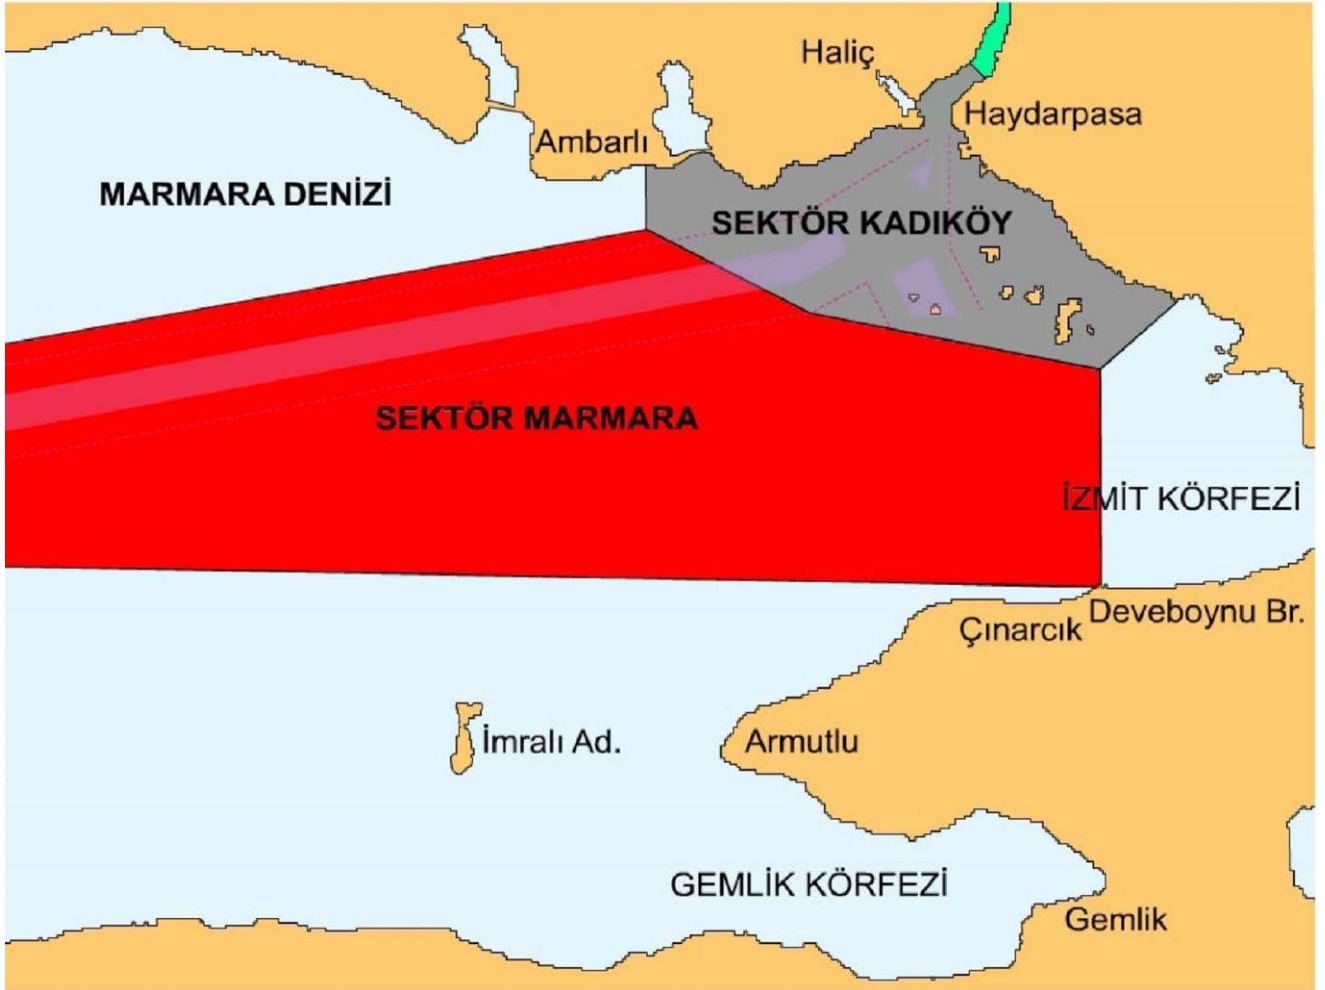 Haliç
Haydarpasa
Ambarlı
MARMARA DENİZİ
SEKTÖR KADIKÖY
SEKTÖR MARMARA
İZMİT KÖRFEZİ
Deveboynu Br.
Çınarcık
İmralı Ad.
Armutlu
GEMLİK KÖRFEZİ
Gemlik